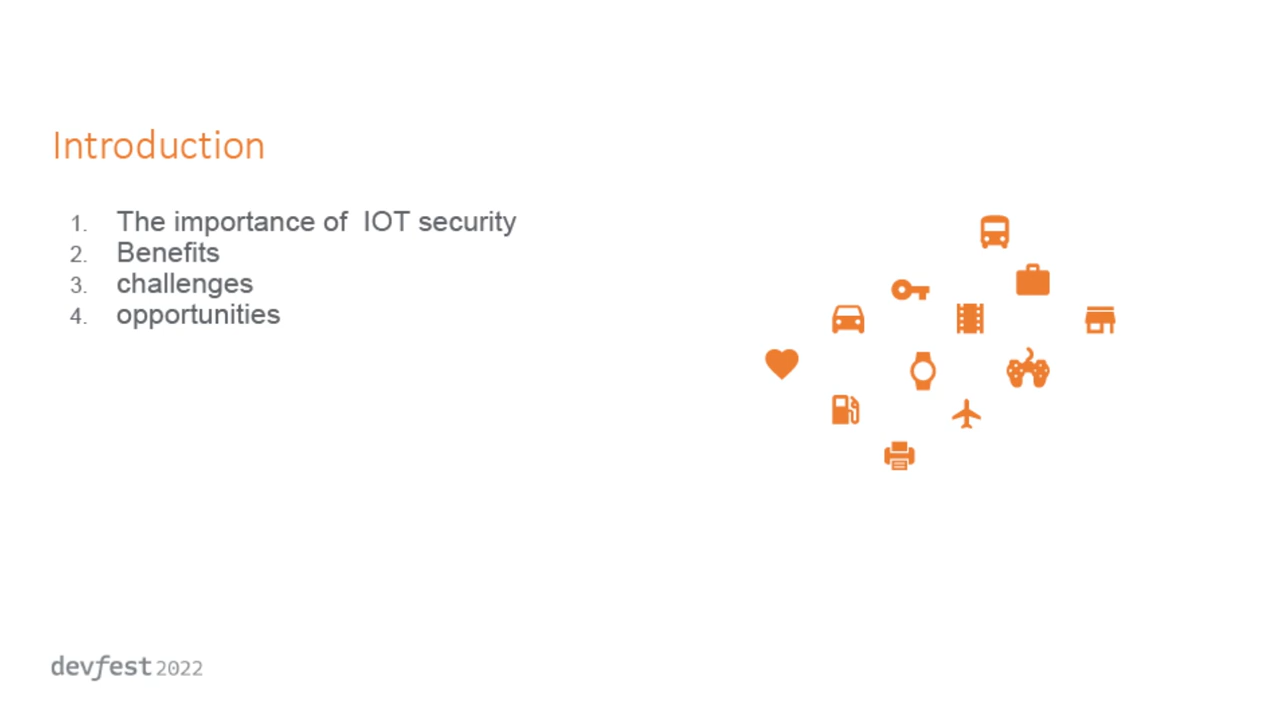 Introduction
1. The importance of  IOT security
2. Benefits
3. challenges
4. opportunities
devfest 2022